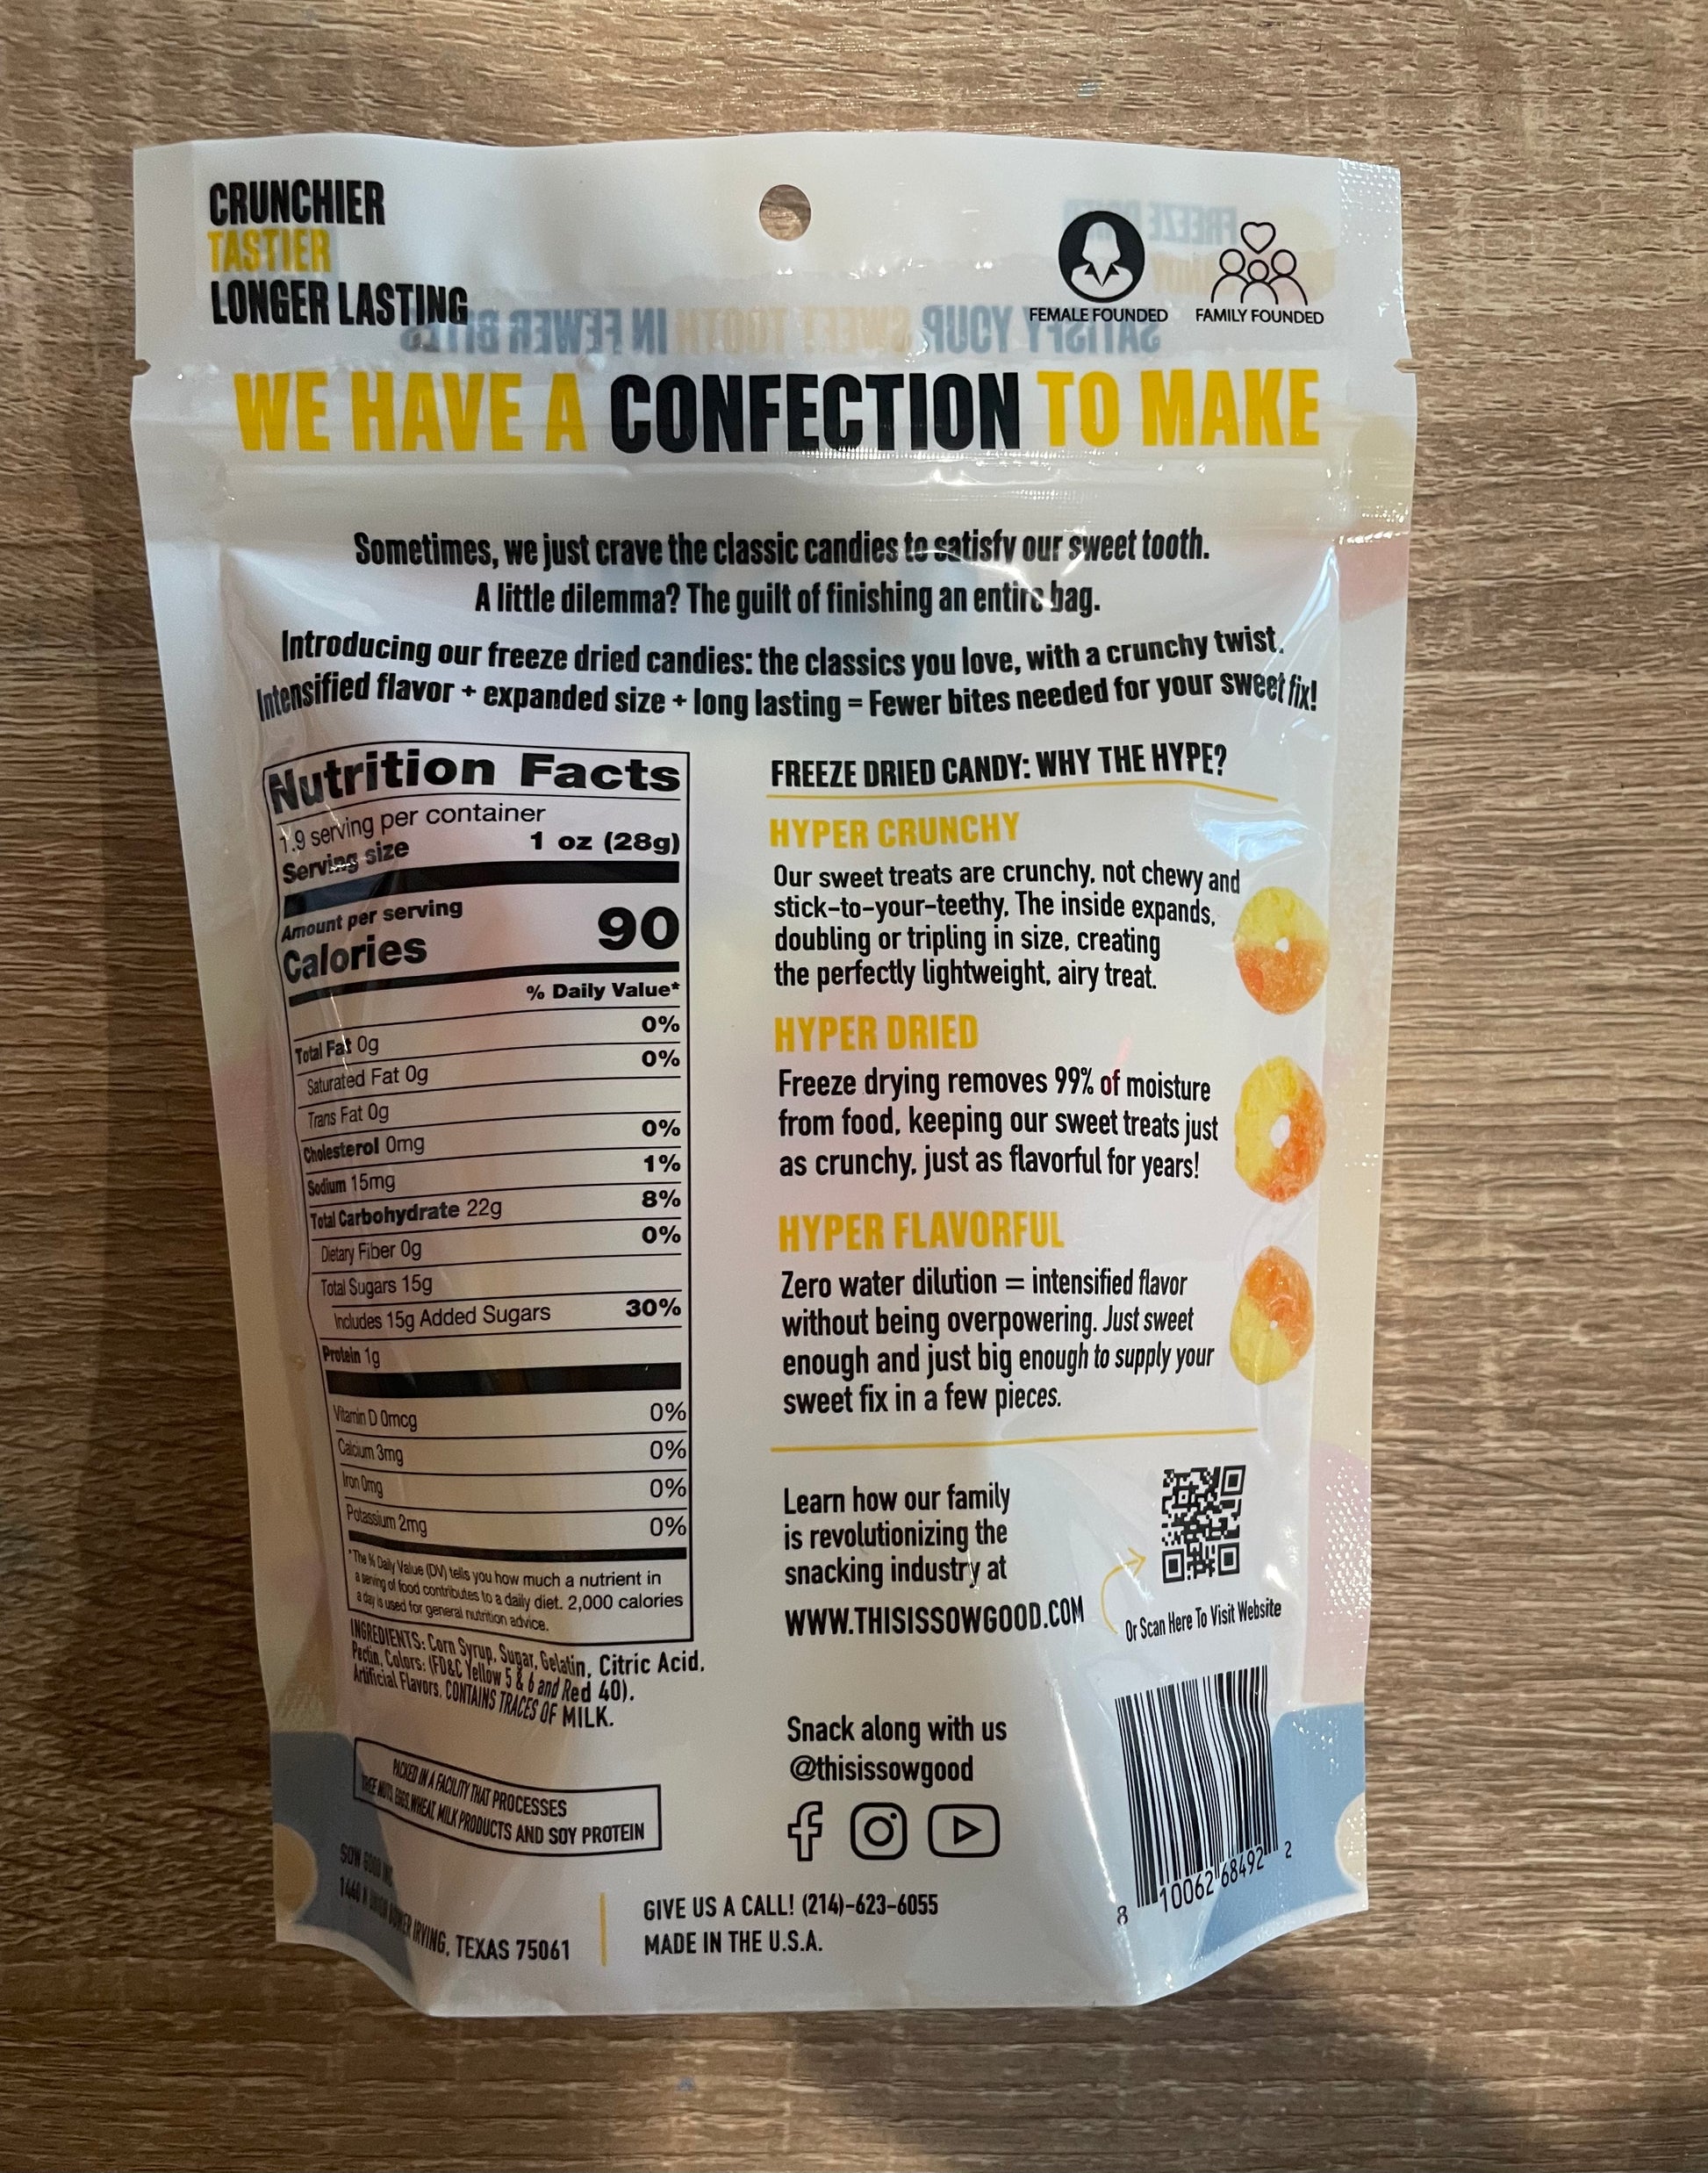 CRUNCHIER
TASTIER
LONGER LASTING
FREEZE DRIED
SATISFY YOUR SWEET TOOTH IN FEWER BITES
FEMALE FOUNDED
FAMILY FOUNDED
WE HAVE A CONFECTION TO MAKE
Sometimes, we just crave the classic candies to satisfy our sweet tooth.
A little dilemma? The guilt of finishing an entire bag.
Introducing our freeze dried candies: the classics you love, with a crunchy twist.
Intensified flavor + expanded size + long lasting = Fewer bites needed for your sweet fix!
Nutrition Facts
1.9 serving per container
Serving size 1 oz (28g)
Amount per serving
Calories 90
% Daily Value*
Total Fat 0g 0%
Saturated Fat 0g 0%
Trans Fat 0g
Cholesterol 0mg 0%
Sodium 15mg 1%
Total Carbohydrate 22g 8%
Dietary Fiber 0g 0%
Total Sugars 15g
Includes 15g Added Sugars 30%
Protein 1g
Vitamin D 0mcg 0%
Calcium 3mg 0%
Iron 0mg 0%
Potassium 2mg 0%
*The % Daily Value (DV) tells you how much a nutrient in
a serving of food contributes to a daily diet. 2,000 calories
a day is used for general nutrition advice.
INGREDIENTS: Corn Syrup, Sugar, Gelatin, Citric Acid,
Pectin, Colors: (FD&C Yellow 5 & 6 and Red 40).
Artificial Flavors. CONTAINS TRACES OF MILK.
PACKED IN A FACILITY THAT PROCESSES
TREE NUTS, EGGS, WHEAT, MILK PRODUCTS AND SOY PROTEIN
SOW GOOD INC.
1440 N UNION BOWER IRVING, TEXAS 75061
FREEZE DRIED CANDY: WHY THE HYPE?
HYPER CRUNCHY
Our sweet treats are crunchy, not chewy and
stick-to-your-teethy. The inside expands,
doubling or tripling in size, creating
the perfectly lightweight, airy treat.
HYPER DRIED
Freeze drying removes 99% of moisture
from food, keeping our sweet treats just
as crunchy, just as flavorful for years!
HYPER FLAVORFUL
Zero water dilution = intensified flavor
without being overpowering. Just sweet
enough and just big enough to supply your
sweet fix in a few pieces.
Learn how our family
is revolutionizing the
snacking industry at
WWW.THISISSOWGOOD.COM
Or Scan Here To Visit Website
Snack along with us
@thisissowgood
GIVE US A CALL! (214)-623-6055
MADE IN THE U.S.A.
8 10062 68492 2